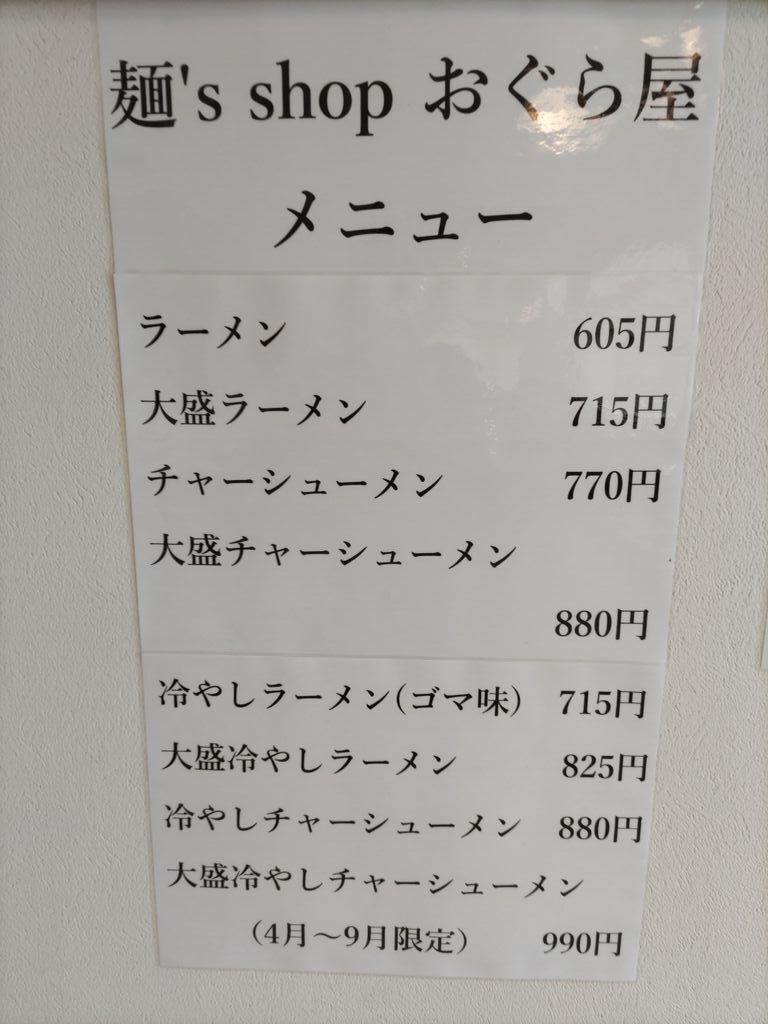 麺's shop おぐら屋
メニュー
ラーメン 605円
大盛ラーメン 715円
チャーシューメン 770円
大盛チャーシューメン
880円
冷やしラーメン(ゴマ味) 715円
大盛冷やしラーメン 825円
冷やしチャーシューメン 880円
大盛冷やしチャーシューメン
(4月〜9月限定) 990円